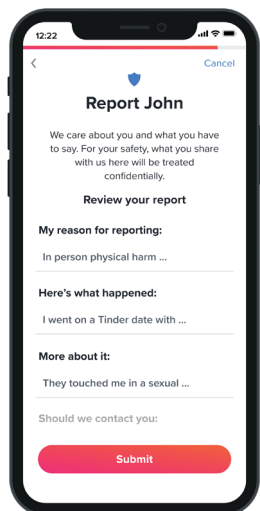 12:22
Cancel
Report John
We care about you and what you have
to say. For your safety, what you share
with us here will be treated
confidentially.
Review your report
My reason for reporting:
In person physical harm ...
Here's what happened:
I went on a Tinder date with ...
More about it:
They touched me in a sexual ...
Should we contact you:
Submit